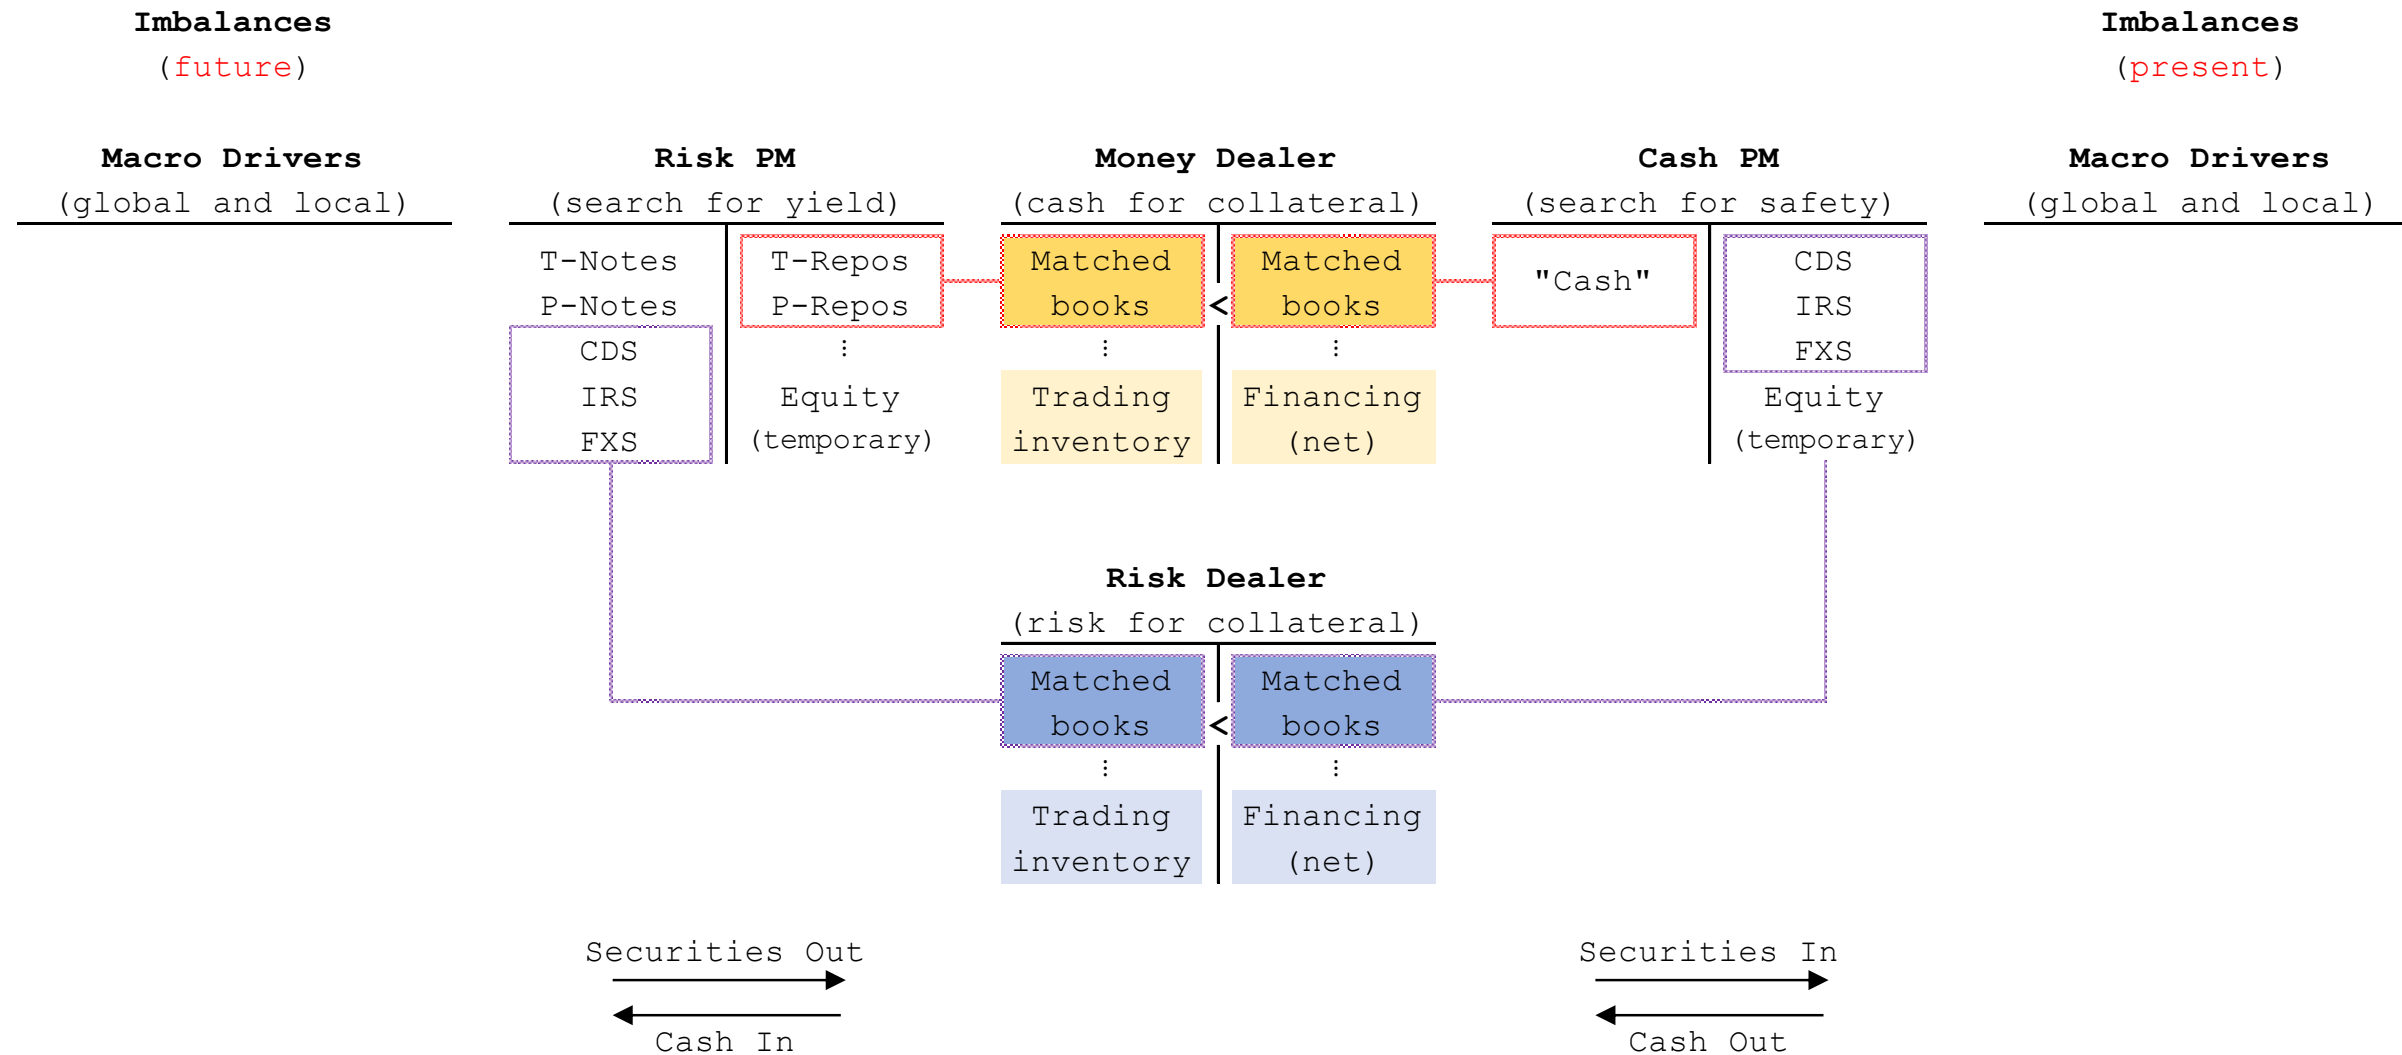 Imbalances
(future)
Imbalances
(present)
Macro Drivers
(global and local)
Risk PM
(search for yield)
T-Notes
P-Notes
CDS
IRS
FXS
T-Repos
P-Repos
⋮
Equity
(temporary)
Money Dealer
(cash for collateral)
Matched
books
⋮
Trading
inventory
<
Matched
books
⋮
Financing
(net)
Cash PM
(search for safety)
"Cash"
CDS
IRS
FXS
Equity
(temporary)
Macro Drivers
(global and local)
Risk Dealer
(risk for collateral)
Matched
books
⋮
Trading
inventory
<
Matched
books
⋮
Financing
(net)
Securities Out
Cash In
Securities In
Cash Out